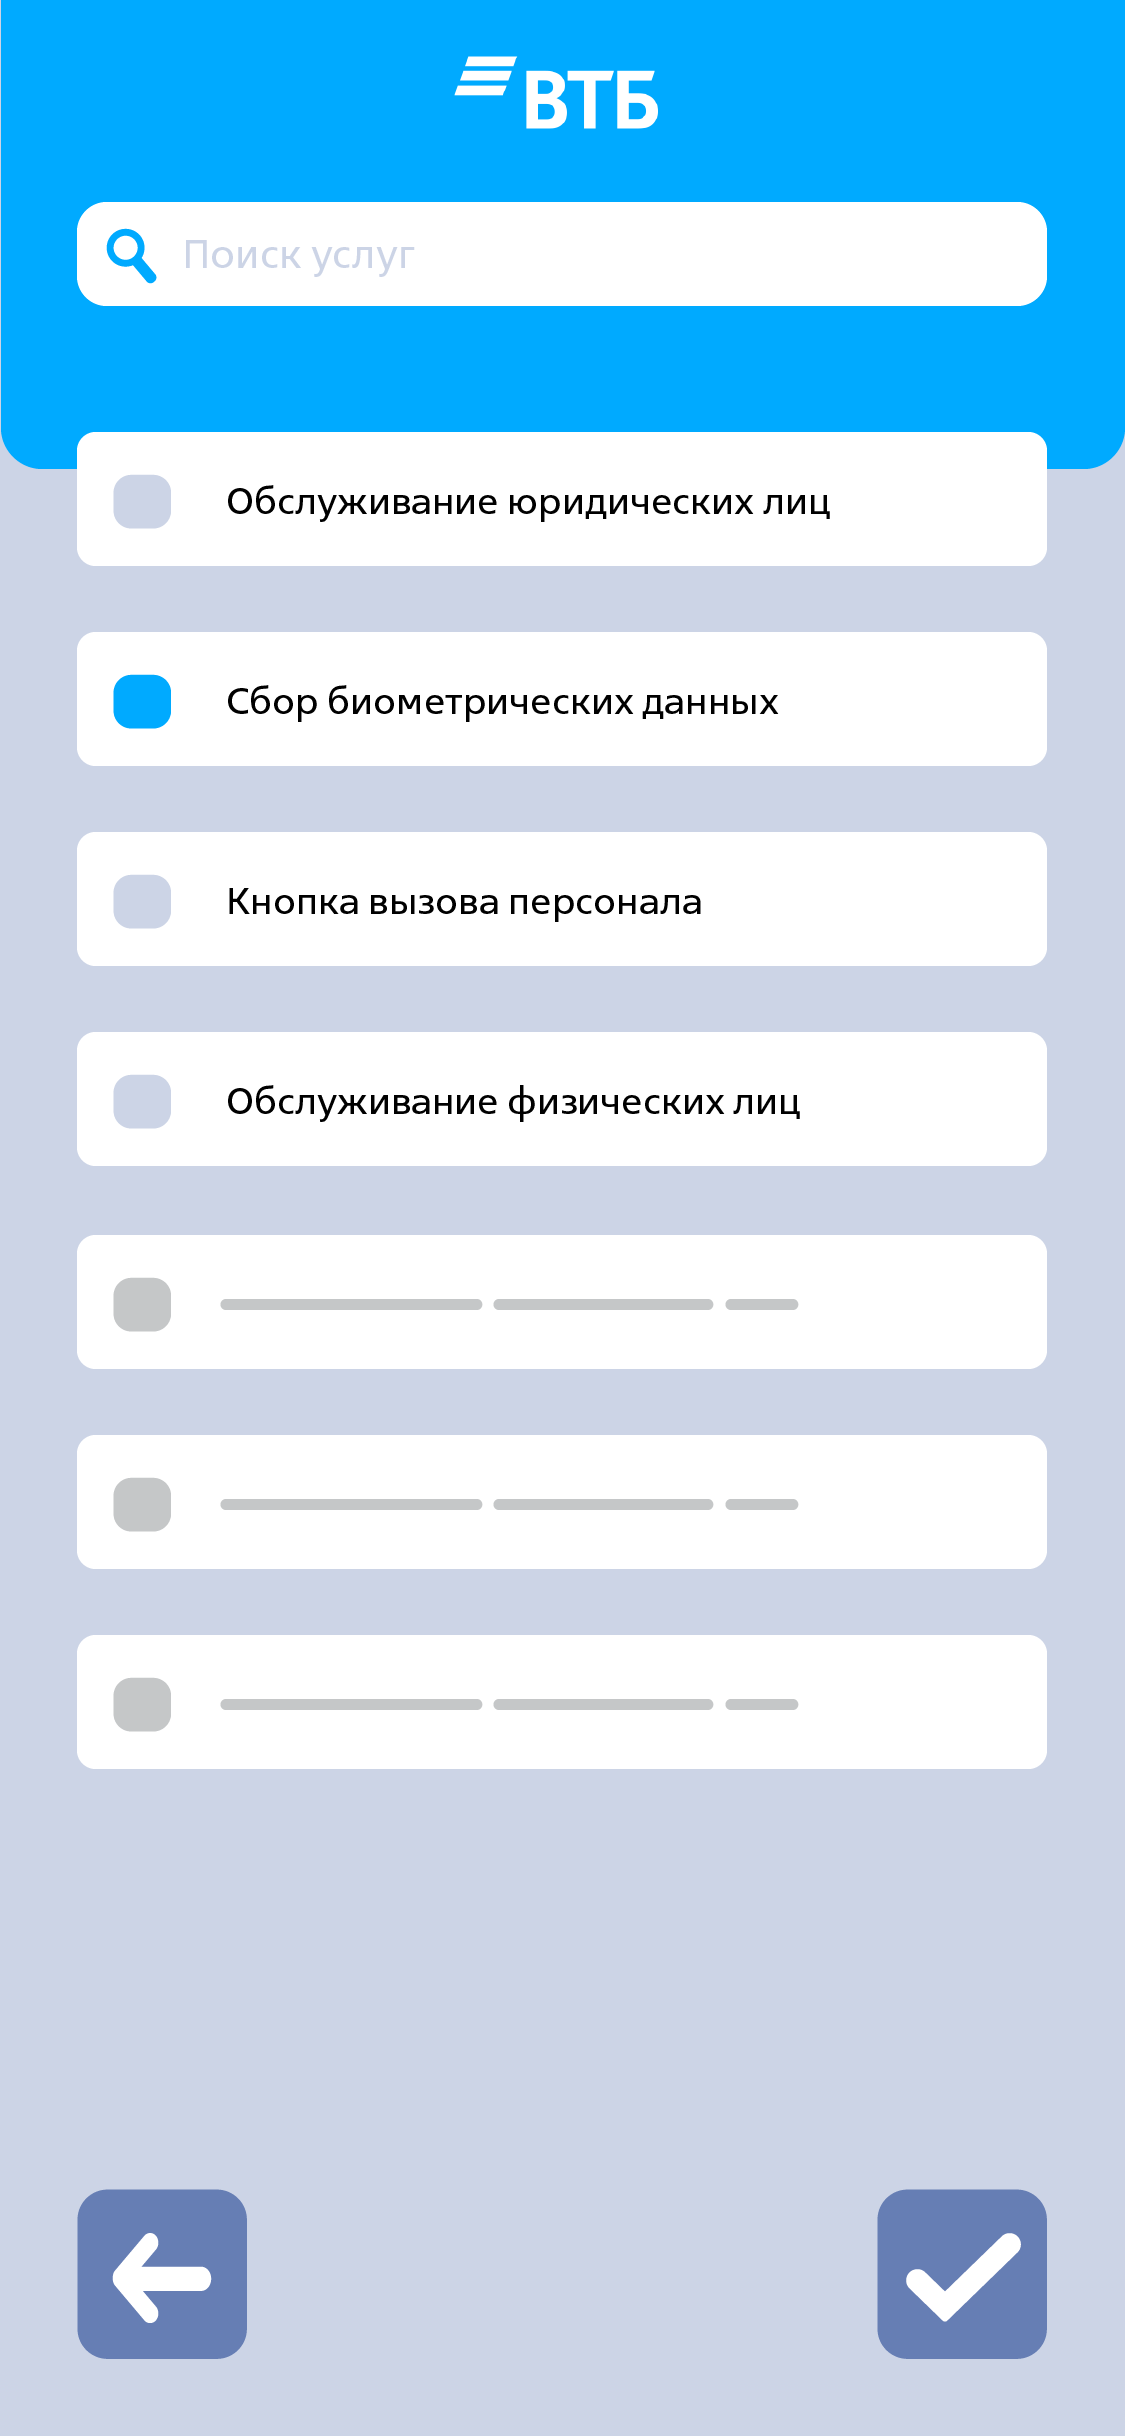 ВТБ
Поиск услуг
Обслуживание юридических лиц
Сбор биометрических данных
Кнопка вызова персонала
Обслуживание физических лиц